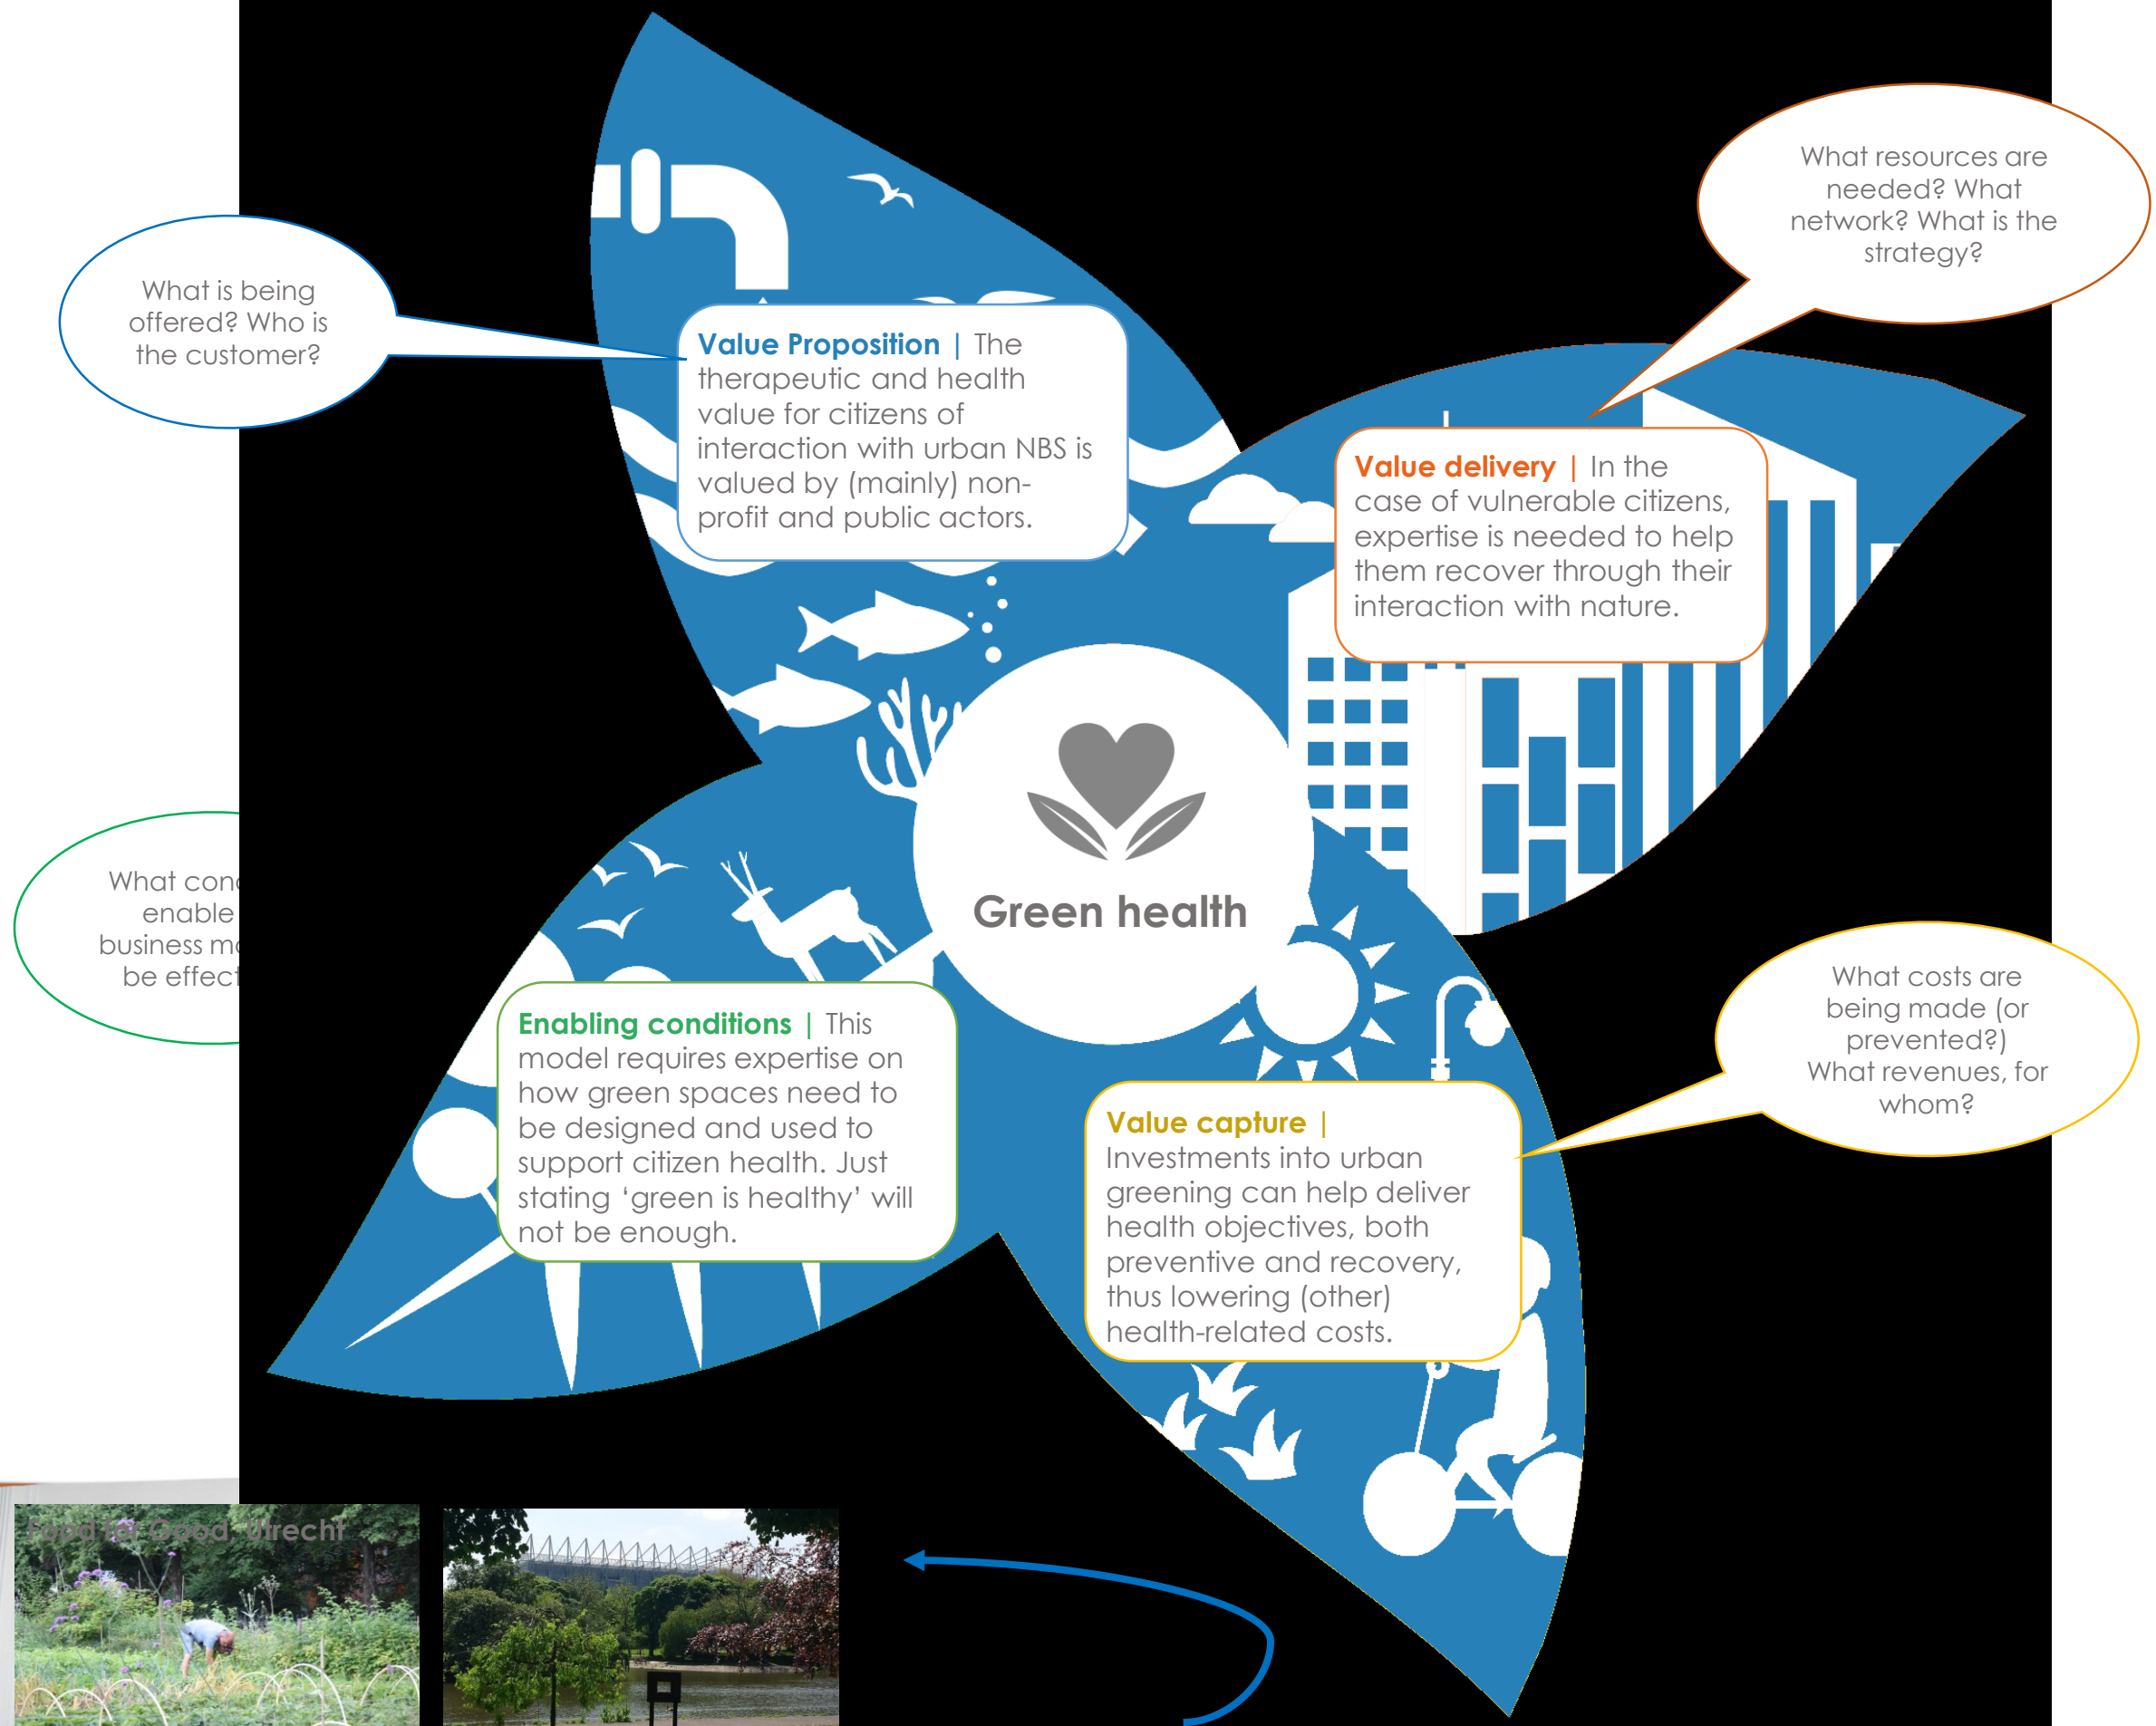 What is being
offered? Who is
the customer?
Value Proposition | The
therapeutic and health
value for citizens of
interaction with urban NBS is
valued by (mainly) non-
profit and public actors.
What resources are
needed? What
network? What is the
strategy?
Value delivery | In the
case of vulnerable citizens,
expertise is needed to help
them recover through their
interaction with nature.
Green health
What
enable
business
be
Enabling conditions | This
model requires expertise on
how green spaces need to
be designed and used to
support citizen health. Just
stating ‘green is healthy’ will
not be enough.
What costs are
being made (or
prevented?)
What revenues, for
whom?
Value capture |
Investments into urban
greening can help deliver
health objectives, both
preventive and recovery,
thus lowering (other)
health-related costs.
Food for Good, Utrecht